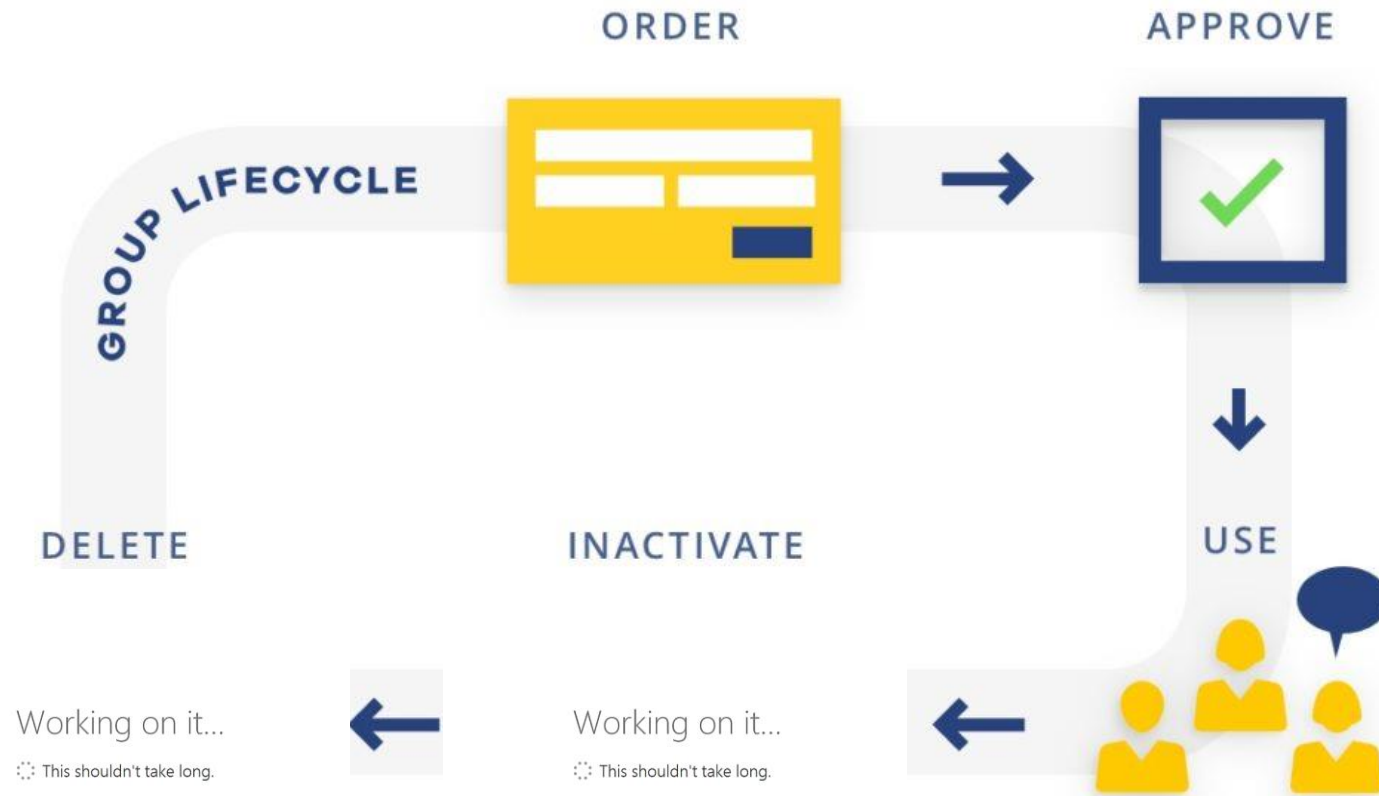 ORDER
APPROVE
GROUP LIFECYCLE
DELETE
INACTIVATE
USE
Working on it...
This shouldn't take long.
Working on it...
This shouldn't take long.